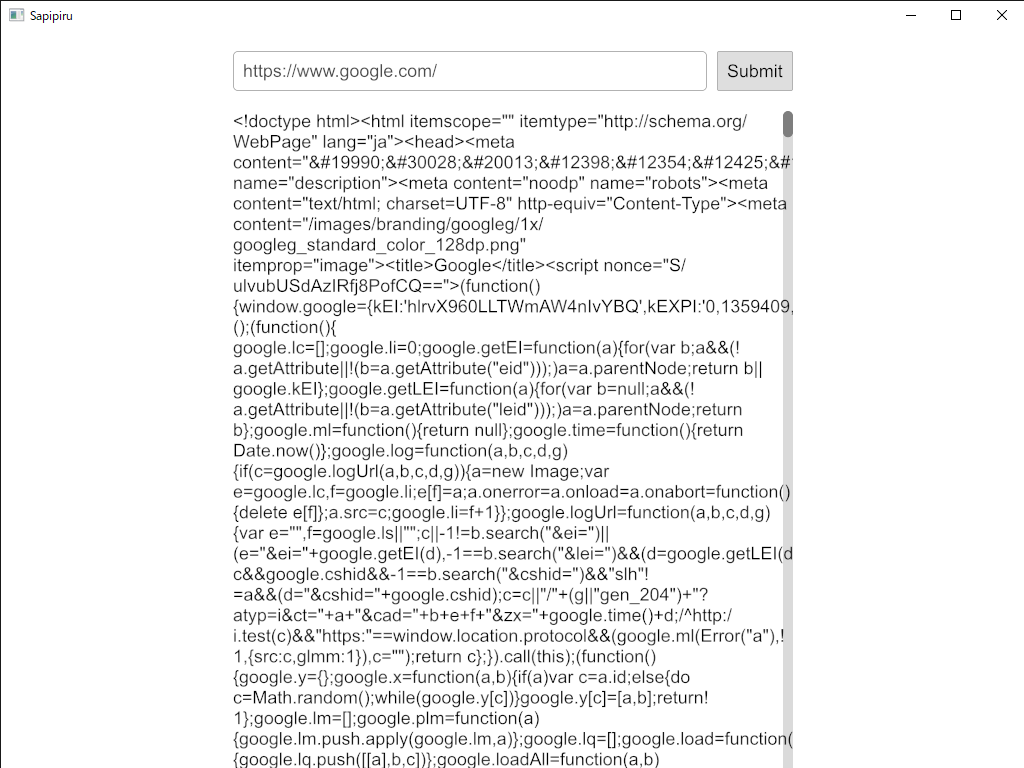 Sapipiru
https://www.google.com/
Submit
<!doctype html><html itemscope="" itemtype="http://schema.org/
WebPage" lang="ja"><head><meta
content="&#19990;&#30028;&#20013;&#12398;&#12354;&#12425;&#
name="description"><meta content="noodp" name="robots"><meta
content="text/html; charset=UTF-8" http-equiv="Content-Type"><meta
content="/images/branding/googleg/1x/
googleg_standard_color_128dp.png"
itemprop="image"><title>Google</title><script nonce="S/
ulvubUSdAzIRfj8PofCQ==">(function()
{window.google={kEI:'hlrvX960LLTWmAW4nIvYBQ',kEXPI:'0,1359409,
();(function(){
google.lc=[];google.li=0;google.getEI=function(a){for(var b;a&&(!
a.getAttribute||!(b=a.getAttribute("eid")));)a=a.parentNode;return b||
google.kEI};google.getLEI=function(a){for(var b=null;a&&(!
a.getAttribute||!(b=a.getAttribute("leid")));)a=a.parentNode;return
b};google.ml=function(){return null};google.time=function(){return
Date.now()};google.log=function(a,b,c,d,g)
{if(c=google.logUrl(a,b,c,d,g)){a=new Image;var
e=google.lc,f=google.li;e[f]=a;a.onerror=a.onload=a.onabort=function()
{delete e[f]};a.src=c;google.li=f+1}};google.logUrl=function(a,b,c,d,g)
{var e="",f=google.ls||"";c||-1!=b.search("&ei=")||
(e="&ei="+google.getEI(d),-1==b.search("&lei=")&&(d=google.getLEI(d
c&&google.cshid&&-1==b.search("&cshid=")&&"slh"!
=a&&(d="&cshid="+google.cshid);c=c||"/"+(g||"gen_204")+"?
atyp=i&ct="+a+"&cad="+b+e+f+"&zx="+google.time()+d;/^http:/
i.test(c)&&"https:"==window.location.protocol&&(google.ml(Error("a"),!
1,{src:c,glmm:1}),c="");return c};}).call(this);(function()
{google.y={};google.x=function(a,b){if(a)var c=a.id;else{do
c=Math.random();while(google.y[c])}google.y[c]=[a,b];return!
1};google.lm=[];google.plm=function(a)
{google.lm.push.apply(google.lm,a)};google.lq=[];google.load=function(
{google.lq.push([[a],b,c])};google.loadAll=function(a,b)